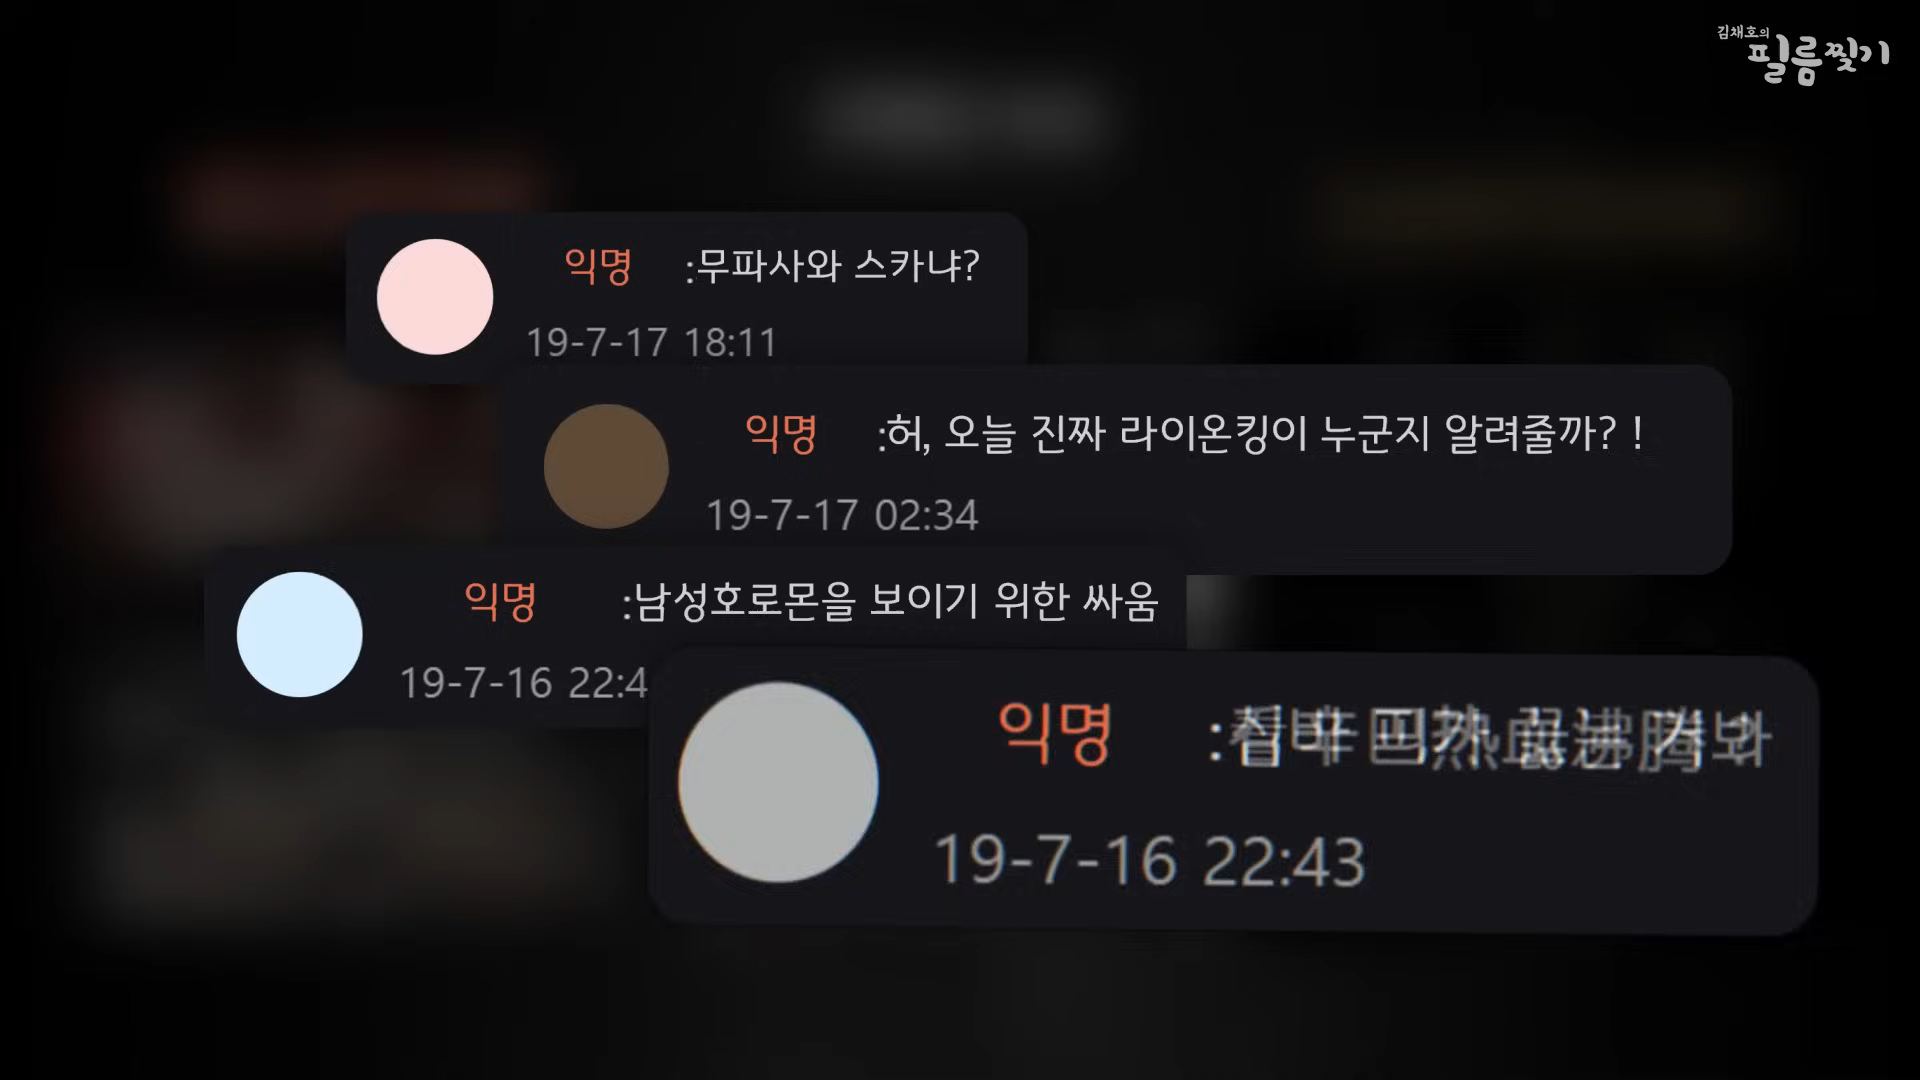 김채호의
필름찢기
익명 :무파사와 스카냐?
19-7-17 18:11
익명 :허, 오늘 진짜 라이온킹이 누군지 알려줄까? !
19-7-17 02:34
익명 :남성호로몬을 보이기 위한 싸움
19-7-16 22:4
익명 :
19-7-16 22:43